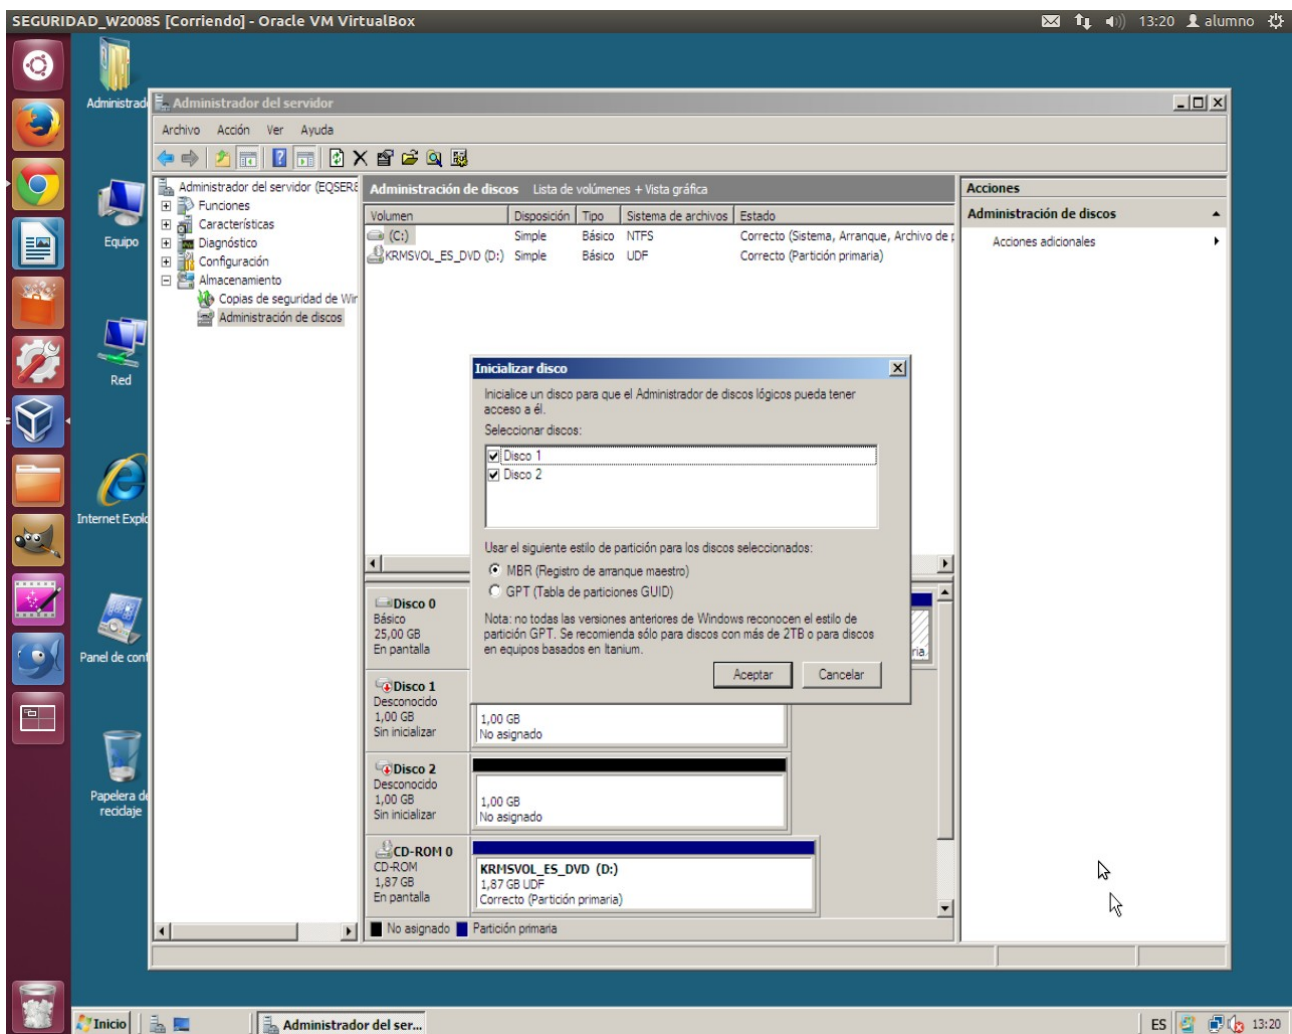 SEGURIDAD_W2008S [Corriendo] - Oracle VM VirtualBox
13:20 alumno
Administrador del servidor
Archivo Acción Ver Ayuda
Administrador del servidor (EQSER
Funciones
Características
Diagnóstico
Configuración
Almacenamiento
Copias de seguridad de Wir
Administración de discos
Administración de discos Lista de volúmenes + Vista gráfica
Volumen Disposición Tipo Sistema de archivos Estado
(C:) Simple Básico NTFS Correcto (Sistema, Arranque, Archivo de p
KRMSVOL_ES_DVD (D:) Simple Básico UDF Correcto (Partición primaria)
Acciones
Administración de discos
Acciones adicionales
Administrad
Equipo
Red
Internet Explo
Panel de cont
Papelera de
reciclaje
Inicializar disco
Inicialice un disco para que el Administrador de discos lógicos pueda tener
acceso a él.
Seleccionar discos:
Disco 1
Disco 2
Usar el siguiente estilo de partición para los discos seleccionados:
MBR (Registro de arranque maestro)
GPT (Tabla de particiones GUID)
Nota: no todas las versiones anteriores de Windows reconocen el estilo de
partición GPT. Se recomienda sólo para discos con más de 2TB o para discos
en equipos basados en Itanium.
Aceptar Cancelar
Disco 0
Básico
25,00 GB
En pantalla
ria.
Disco 1
Desconocido
1,00 GB
Sin inicializar
1,00 GB
No asignado
Disco 2
Desconocido
1,00 GB
Sin inicializar
1,00 GB
No asignado
CD-ROM 0
CD-ROM
1,87 GB
En pantalla
KRMSVOL_ES_DVD (D:)
1,87 GB UDF
Correcto (Partición primaria)
No asignado Partición primaria
Inicio
Administrador del ser...
ES 13:20